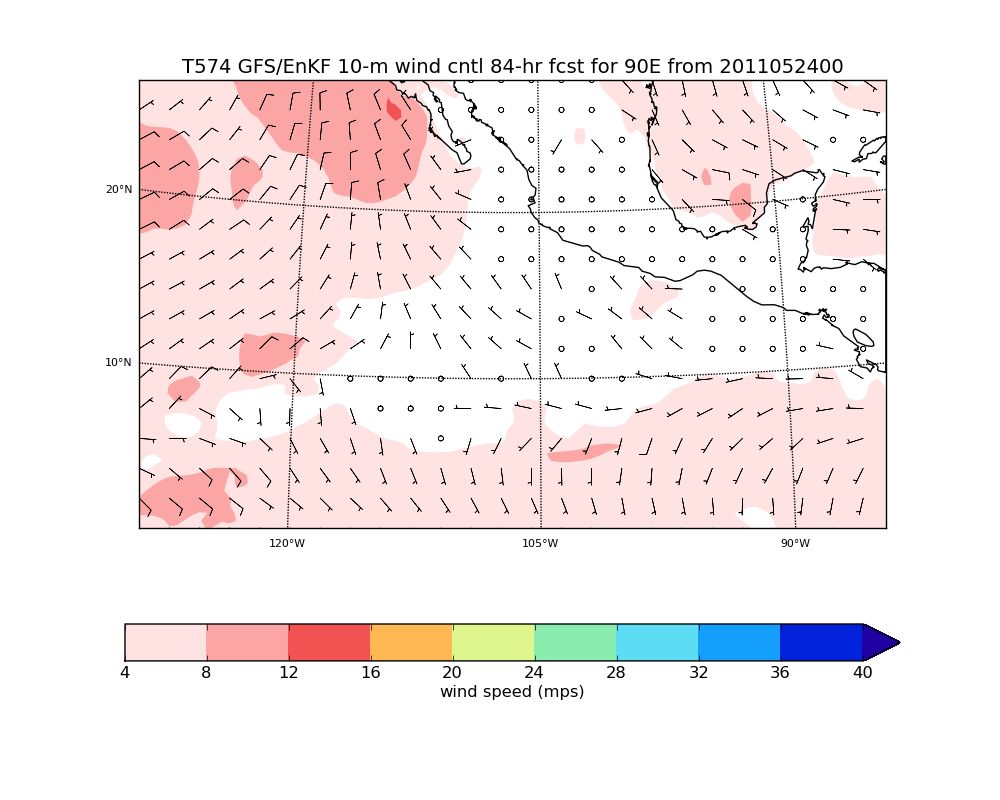 T574 GFS/EnKF 10-m wind cntl 84-hr fcst for 90E from 2011052400
20°N
10°N
120°W 105°W 90°W
4 8 12 16 20 24 28 32 36 40
wind speed (mps)